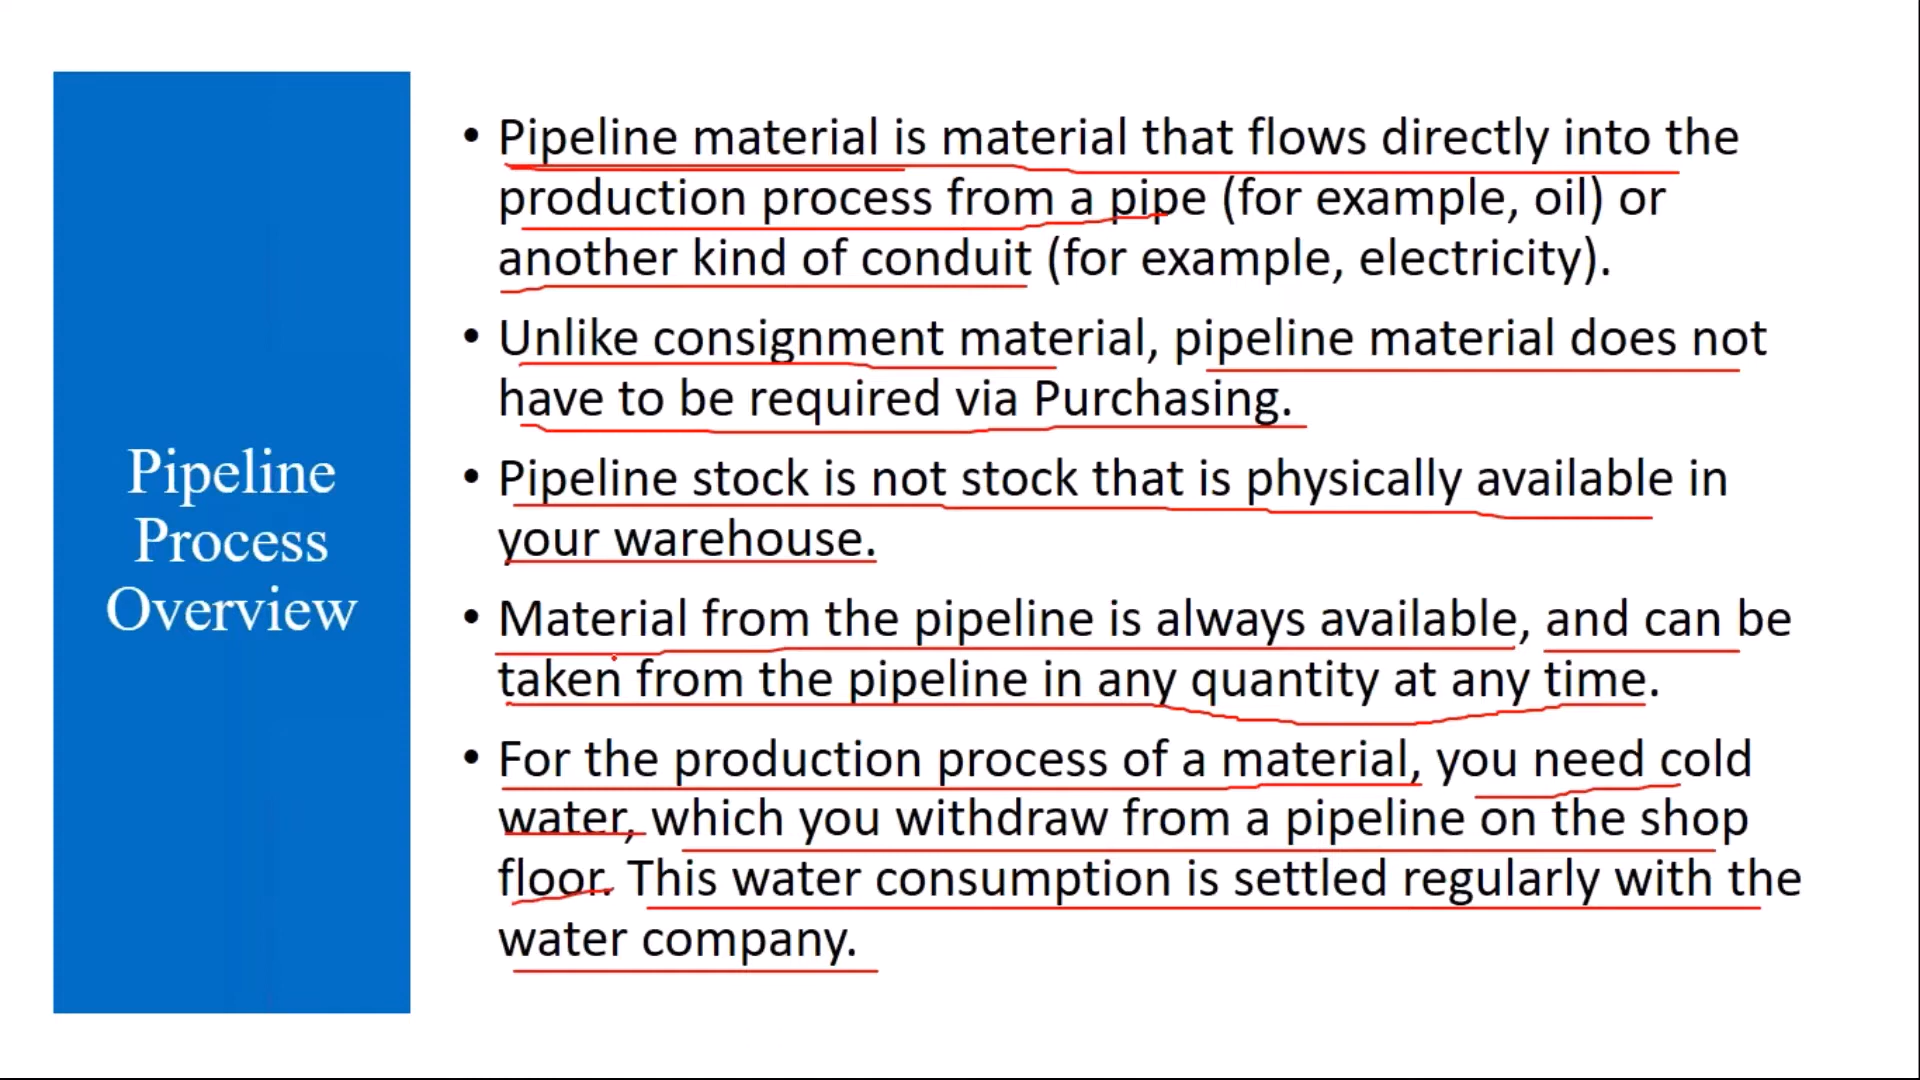 Pipeline
Process
Overview
• Pipeline material is material that flows directly into the
production process from a pipe (for example, oil) or
another kind of conduit (for example, electricity).
• Unlike consignment material, pipeline material does not
have to be required via Purchasing.
• Pipeline stock is not stock that is physically available in
your warehouse.
• Material from the pipeline is always available, and can be
taken from the pipeline in any quantity at any time.
• For the production process of a material, you need cold
water, which you withdraw from a pipeline on the shop
floor. This water consumption is settled regularly with the
water company.